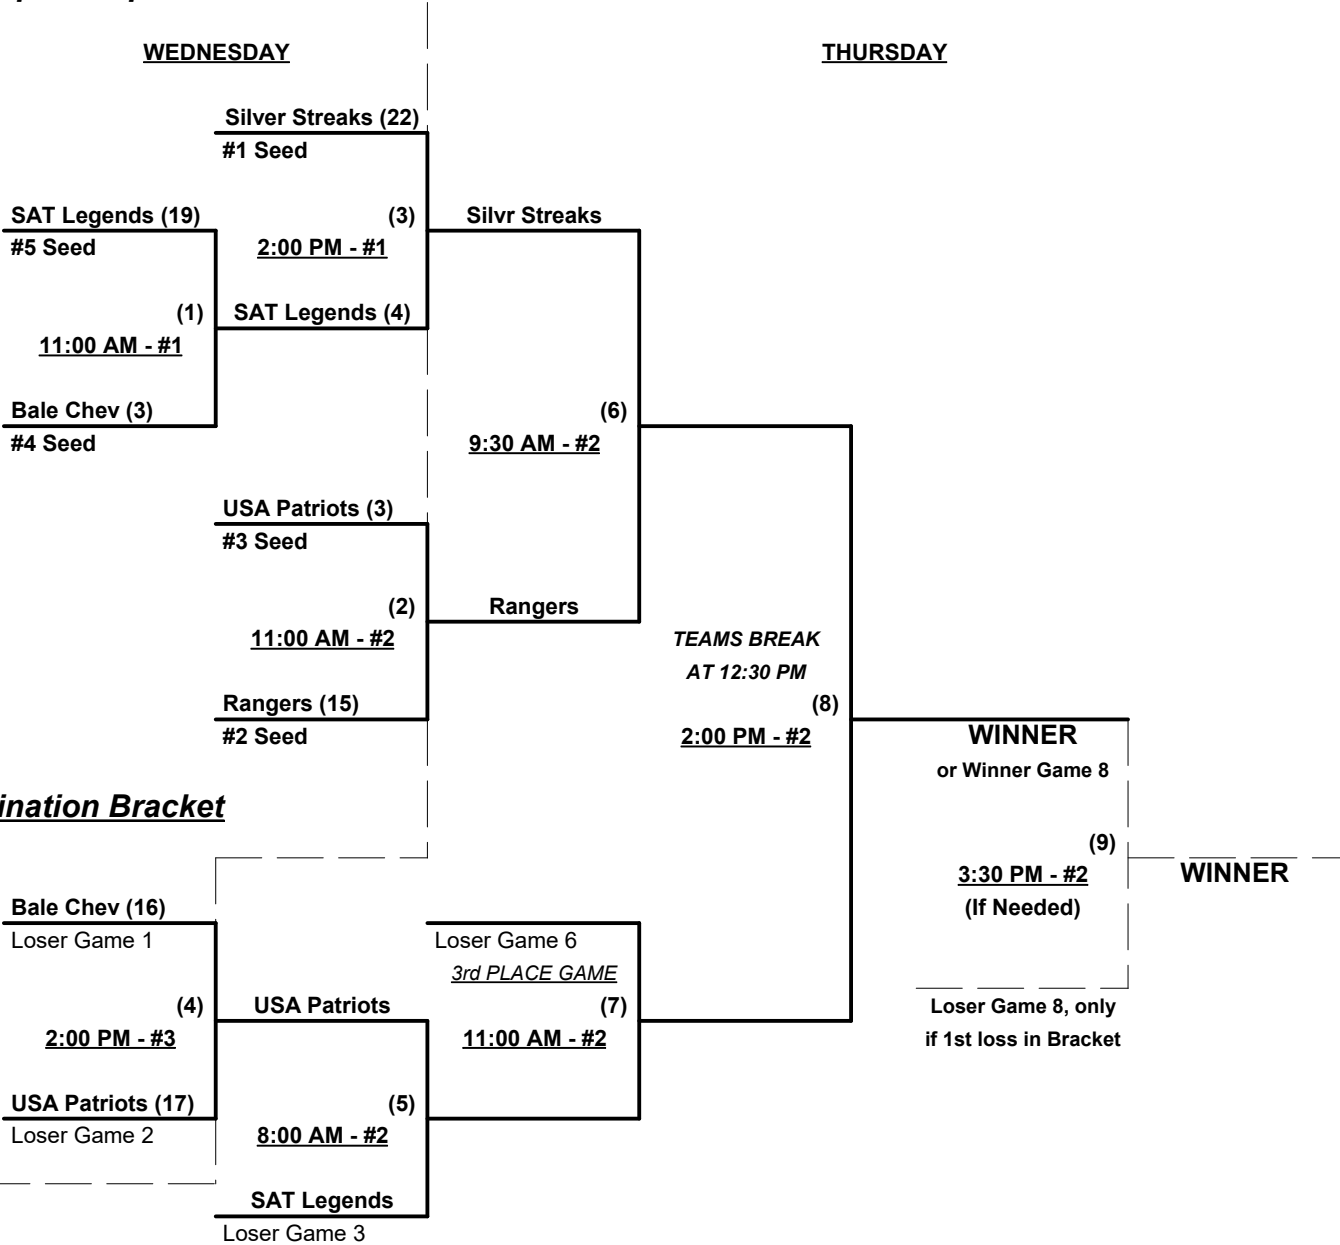 WEDNESDAY
THURSDAY
Silver Streaks (22)
#1 Seed
SAT Legends (19)
(3)
Silvr Streaks
#5 Seed
2:00 PM - #1
(1)
SAT Legends (4)
11:00 AM - #1
Bale Chev (3)
(6)
#4 Seed
9:30 AM - #2
USA Patriots (3)
#3 Seed
(2)
Rangers
11:00 AM - #2
TEAMS BREAK
AT 12:30 PM
Rangers (15)
(8)
#2 Seed
2:00 PM - #2
WINNER
or Winner Game 8
ination Bracket
(9)
3:30 PM - #2
WINNER
(If Needed)
Bale Chev (16)
Loser Game 1
Loser Game 6
3rd PLACE GAME
(4)
USA Patriots
(7)
Loser Game 8, only
2:00 PM - #3
11:00 AM - #2
if 1st loss in Bracket
USA Patriots (17)
(5)
Loser Game 2
8:00 AM - #2
SAT Legends
Loser Game 3